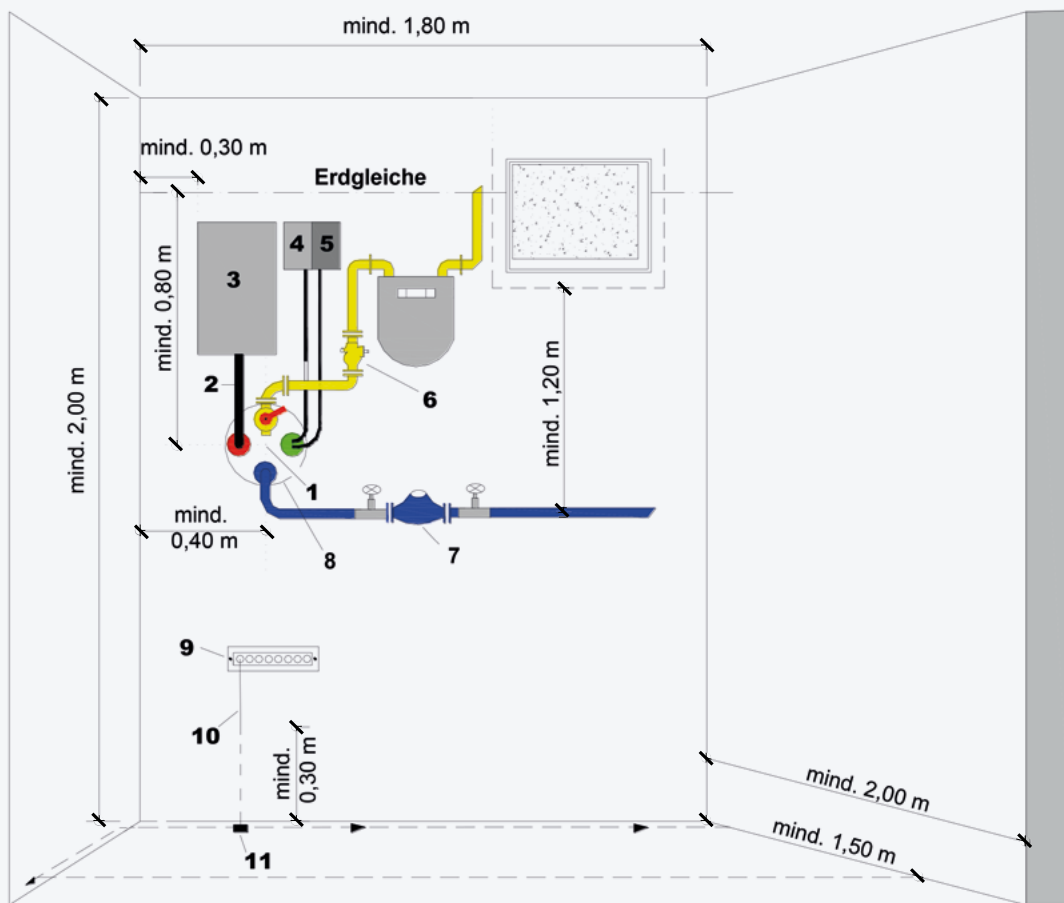 mind. 1,80 m
mind. 0,30 m
Erdgleiche
4 5
3
mind. 0,80 m
mind. 2,00 m
mind. 1,20 m
2
6
1
mind.
0,40 m
8
7
9
10
mind.
0,30 m
mind. 2,00 m
mind. 1,50 m
11